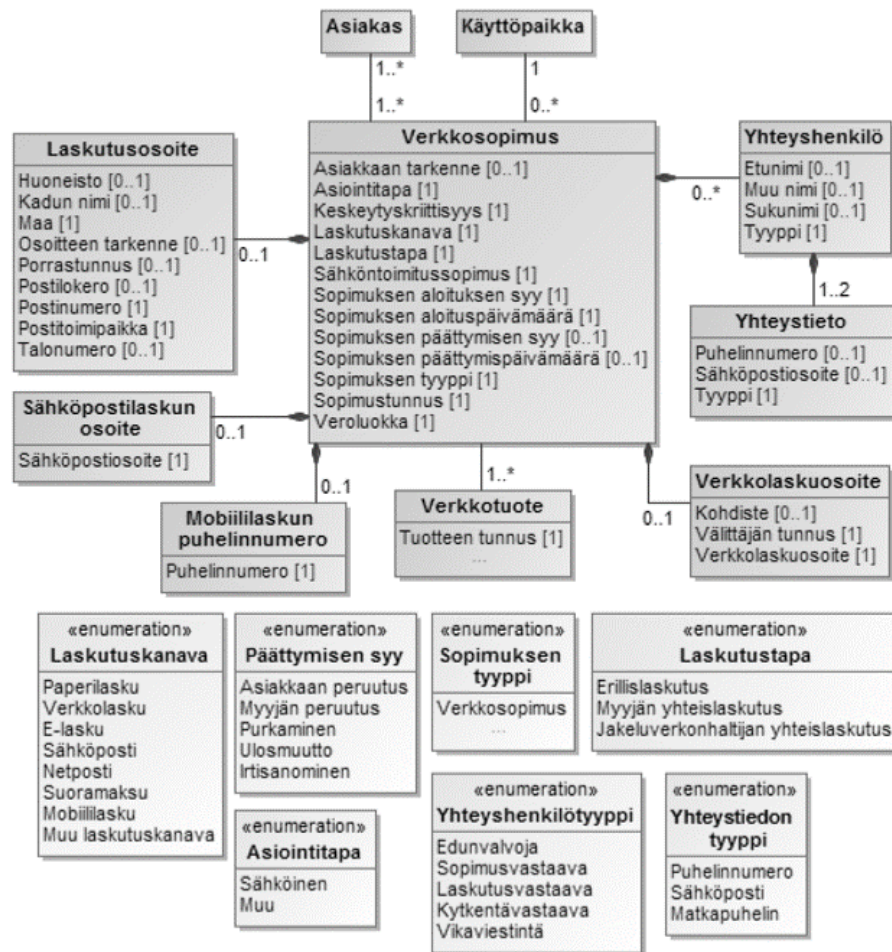 Asiakas
Käyttöpaikka
1..*
1
1..*
0..*
Laskutusosoite
Huoneisto [0..1]
Kadun nimi [0..1]
Maa [1]
Osoitteen tarkenne [0..1]
Porrastunnus [0..1]
Postilokero [0..1]
Postinumero [1]
Postitoimipaikka [1]
Talonumero [0..1]
0..1
Verkkosopimus
Asiakkaan tarkenne [0..1]
Asiointitapa [1]
Keskeytyskriittisyys [1]
Laskutuskanava [1]
Laskutustapa [1]
Sähköntoimitussopimus [1]
Sopimuksen aloituksen syy [1]
Sopimuksen aloituspäivämäärä [1]
Sopimuksen päättymisen syy [0..1]
Sopimuksen päättymispäivämäärä [0..1]
Sopimuksen tyyppi [1]
Sopimustunnus [1]
Veroluokka [1]
0..*
Yhteyshenkilö
Etunimi [0..1]
Muu nimi [0..1]
Sukunimi [0..1]
Tyyppi [1]
1..2
Yhteystieto
Puhelinnumero [0..1]
Sähköpostiosoite [0..1]
Tyyppi [1]
Sähköpostilaskun
osoite
Sähköpostiosoite [1]
0..1
0..1
Mobiililaskun
puhelinnumero
Puhelinnumero [1]
1..*
Verkkotuote
Tuotteen tunnus [1]
...
0..1
Verkkolaskuosoite
Kohdiste [0..1]
Välittäjän tunnus [1]
Verkkolaskuosoite [1]
«enumeration»
Laskutuskanava
Paperilasku
Verkkolasku
E-lasku
Sähköposti
Netposti
Suoramaksu
Mobiililasku
Muu laskutuskanava
«enumeration»
Päättymisen syy
Asiakkaan peruutus
Myyjän peruutus
Purkaminen
Ulosmuutto
Irtisanominen
«enumeration»
Sopimuksen
tyyppi
Verkkosopimus
...
«enumeration»
Laskutustapa
Erillislaskutus
Myyjän yhteislaskutus
Jakeluverkonhaltijan yhteislaskutus
«enumeration»
Asiointitapa
Sähköinen
Muu
«enumeration»
Yhteyshenkilötyyppi
Edunvalvoja
Sopimusvastaava
Laskutusvastaava
Kytkentävastaava
Vikaviestintä
«enumeration»
Yhteystiedon
tyyppi
Puhelinnumero
Sähköposti
Matkapuhelin